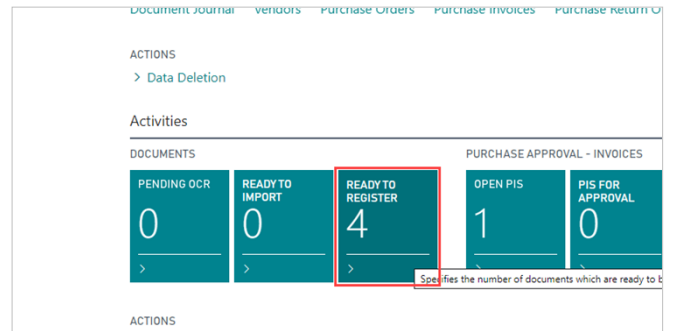 Document Journal Vendors Purchase Orders Purchase Invoices Purchase Return O
ACTIONS
> Data Deletion
Activities
DOCUMENTS
PURCHASE APPROVAL - INVOICES
PENDING OCR
READY TO IMPORT
READY TO REGISTER
OPEN PIS
PIS FOR APPROVAL
0
0
4
1
0
Specifies the number of documents which are ready to b
ACTIONS